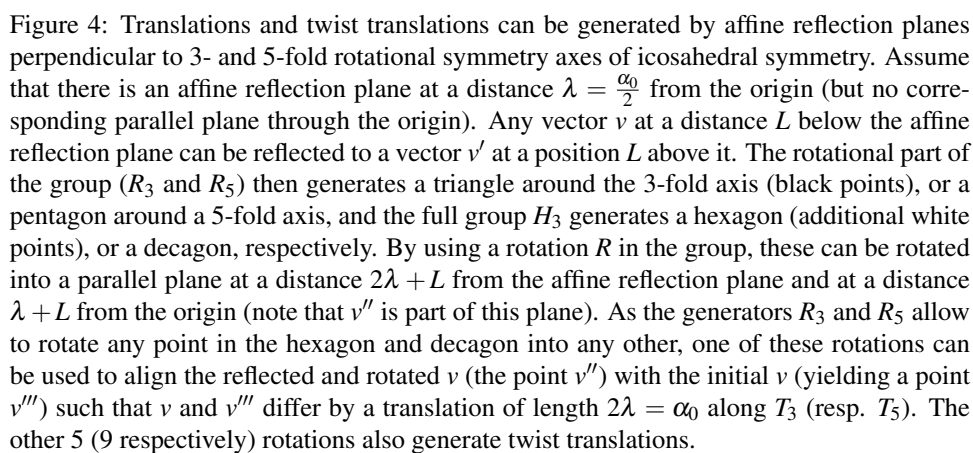 Figure 4: Translations and twist translations can be generated by affine reflection planes
perpendicular to 3- and 5-fold rotational symmetry axes of icosahedral symmetry. Assume
that there is an affine reflection plane at a distance λ = α₀/2 from the origin (but no corre-
sponding parallel plane through the origin). Any vector v at a distance L below the affine
reflection plane can be reflected to a vector v′ at a position L above it. The rotational part of
the group (R₃ and R₅) then generates a triangle around the 3-fold axis (black points), or a
pentagon around a 5-fold axis, and the full group H₃ generates a hexagon (additional white
points), or a decagon, respectively. By using a rotation R in the group, these can be rotated
into a parallel plane at a distance 2λ + L from the affine reflection plane and at a distance
λ + L from the origin (note that v′′ is part of this plane). As the generators R₃ and R₅ allow
to rotate any point in the hexagon and decagon into any other, one of these rotations can
be used to align the reflected and rotated v (the point v′′) with the initial v (yielding a point
v′′′) such that v and v′′′ differ by a translation of length 2λ = α₀ along T₃ (resp. T₅). The
other 5 (9 respectively) rotations also generate twist translations.